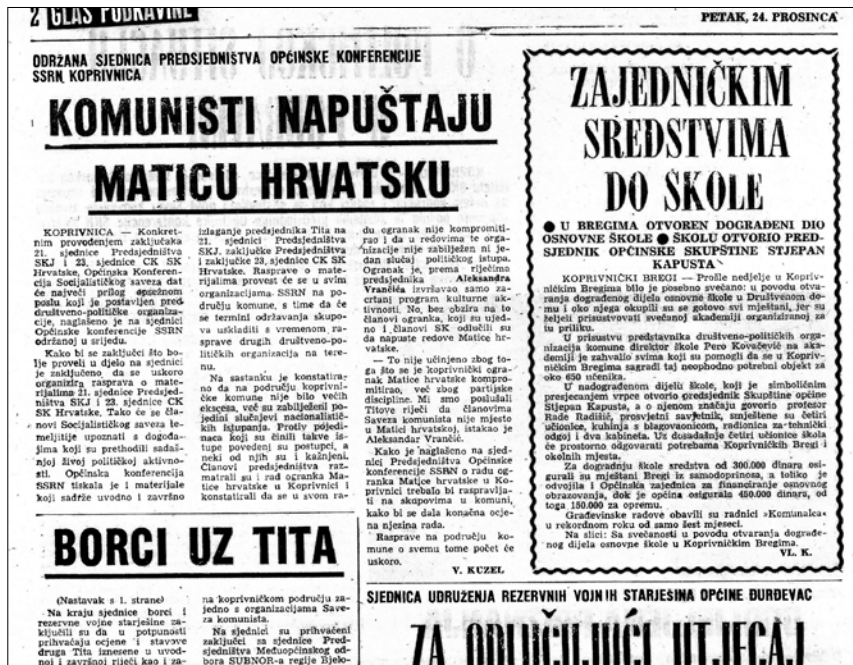 2 GLAS PODRAVINE
PETAK, 24. PROSINCA
ODRŽANA SJEDNICA PREDSJEDNIŠTVA OPĆINSKE KONFERENCIJE
SSRN KOPRIVNICA
KOMUNISTI NAPUŠTAJU
MATICU HRVATSKU
KOPRIVNICA — Konkret-
nim provođenjem zaključaka
21. sjednice Predsjedništva
SKJ i 23. sjednice CK SK
Hrvatske, Općinska Konferen-
cija Socijalističkog saveza dat
će najveći prilog općenom
poslu koji je postavljen pred
društveno-političke organiza-
cije, naglašeno je na sjednici
Općinske konferencije SSRN
održanoj u srijedu.
Kako bi se zaključci što bo-
lje proveli u djelo na sjednici
je zaključeno da se uskoro
organizira rasprava o mate-
rijalima 21. sjednice Predsjed-
ništva SKJ i 23. sjednice CK
SK Hrvatske. Tako će se čla-
novi Socijalističkog saveza te-
meljitije upoznati s događa-
jima koji su prethodili sadaš-
njoj živoj političkoj aktivno-
sti. Općinska Konferencija
SSRN tiskala je i materijale
koji sadrže uvodno i završno
izlaganje predsjednika Tita na
21. sjednici Predsjedništva
SKJ, zaključke Predsjedništva
i zaključke 23. sjednice CK SK
Hrvatske. Rasprave o mate-
rijalima provest će se u svim
organizacijama SSRN na po-
dručju komune, s time da će
se termini održavanja skupo-
va uskladiti s vremenom ras-
prave drugih društveno-po-
litičkih organizacija na tere-
nu.
Na sastanku je konstatira-
no da na području koprivni-
čke komune nije bilo većih
ekscesa, već su zabilježeni po-
jedini slučajevi nacionalistič-
kih istupanja. Protiv pojedi-
naca koji su činili takve is-
tupe povedeni su postupci, a
neki od njih su i kažnjeni.
Članovi predsjedništva raz-
matrali su i rad ogranka Ma-
tice hrvatske u Koprivnici i
konstatirali da se u svom ra-
du ogranak nije kompromiti-
rao i da u redovima te orga-
nizacije nije zabilježen ni je-
dan slučaj političkog istupa.
Ogranak je, prema riječima
predsjednika Aleksandra
Vrančića izvršavao samo za-
crtani program kulturne ak-
tivnosti. No, bez obzira na to
članovi ogranka, koji su ujed-
no i članovi SK odlučili su
da napuste redove Matice hr-
vatske.
— To nije učinjeno zbog to-
ga što se je koprivnički ogra-
nak Matice hrvatske kompro-
mitirao, već zbog partijske
discipline. Mi smo poslušali
Titove riječi da članovima
Saveza komunista nije mjesto
u Matici hrvatskoj, istakao je
Aleksandar Vrančić.
Kako je naglašeno na sjed-
nici Predsjedništva Općinske
konferencije SSRN o radu og-
ranka Matice hrvatske u Ko-
privnici trebalo bi raspravlja-
ti na skupovima u komuni,
kako bi se dala konačna ocje-
na njezina rada.
Rasprave na području ko-
mune o svemu tome počet će
uskoro.
V. KUZEL
ZAJEDNIČKIM
SREDSTVIMA
DO ŠKOLE
● U BREGIMA OTVOREN DOGRAĐENI DIO
OSNOVNE ŠKOLE ● ŠKOLU OTVORIO PRED-
SJEDNIK OPĆINSKE SKUPŠTINE STJEPAN
KAPUSTA
KOPRIVNIČKI BREGI — Prošle nedjelje u Kopriv-
ničkim Bregima bilo je posebno svečano: u povodu otva-
ranja dograđenog dijela osnovne škole u Društvenom do-
mu i oko njega okupili su se gotovo svi mještani, jer su
željeli prisustvovati svečanoj akademiji organiziranoj za
tu priliku.
U prisustvu predstavnika društveno-političkih orga-
nizacija komune direktor škole Pero Kovačević na aka-
demiji je zahvalio svima koji su pomogli da se u Kopriv-
ničkim Bregima sagradi taj neophodno potrebni objekt za
oko 650 učenika.
U nadograđenom dijelu škole, koji je simboličnim
presjecanjem vrpce otvorio predsjednik Skupštine općine
Stjepan Kapusta, a o njenom značaju govorio profesor
Rade Radišić, prosvjetni savjetnik, smještene su četiri
učionice, kuhinja s blagovaonicom, radionica za tehnički
odgoj i dva kabineta. Uz dosadašnje četiri učionice škola
će prostorno odgovarati potrebama Koprivničkih Bregi i
okolnih mjesta.
Za dogradnju škole sredstva od 300.000 dinara osi-
gurali su mještani Bregi iz samodoprinosa, a toliko je
odvojila i Općinska zajednica za financiranje osnovnog
obrazovanja, dok je općina osigurala 450.000 dinara, od
toga 150.000 za opremu.
Građevinske radove obavili su radnici »Komunalca«
u rekordnom roku od samo šest mjeseci.
Na slici: Sa svečanosti u povodu otvaranja dograđe-
nog dijela osnovne škole u Koprivničkim Bregima.
VL. K.
BORCI UZ TITA
(Nastavak s 1. strane)
Na kraju sjednice borci i
rezervne vojne starješine za-
ključili su da u potpunosti
prihvaćaju ocjene i stavove
druga Tita iznesene u uvod-
noj i završnoj riječi kao i za-
na koprivničkom području za-
jedno s organizacijama Save-
za komunista.
Na sjednici su prihvaćeni
zaključci sa sjednice Pred-
sjedništva Međuopćinskog od-
bora SUBNOR-a regije Bjelo-
SJEDNICA UDRUŽENJA REZERVNIH VOJNIH STARJEŠINA OPĆINE ĐURĐEVAC
ZA ODLUČUJUĆI UTJECAJ